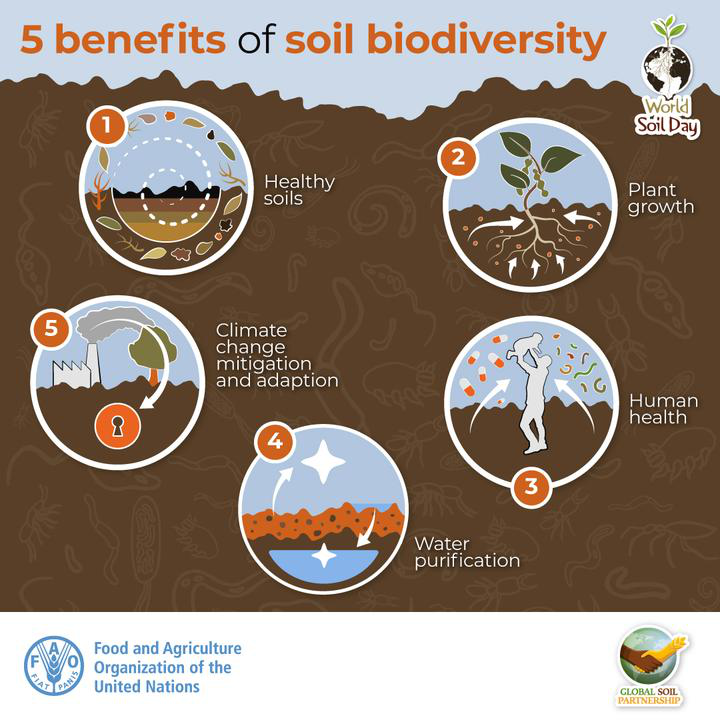 5 benefits of soil biodiversity
World
Soil Day
1
Healthy
soils
2
Plant
growth
5
Climate
change
mitigation
and adaption
Human
health
3
4
Water
purification
F A O
FIAT PANIS
Food and Agriculture
Organization of the
United Nations
GLOBAL SOIL
PARTNERSHIP